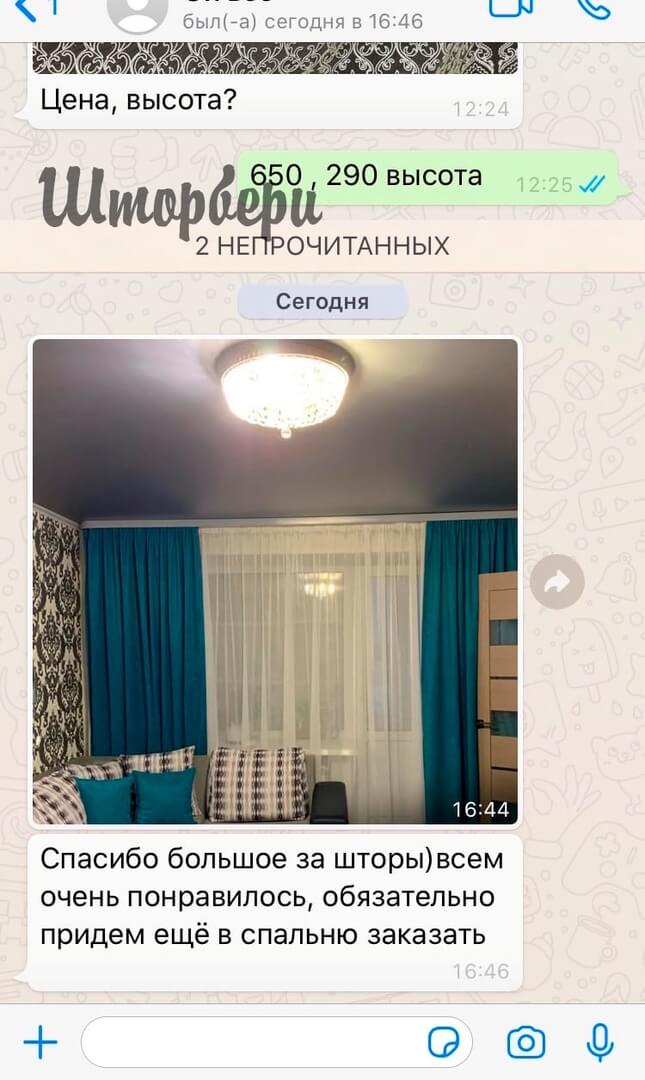 был(-а) сегодня в 16:46
Цена, высота?
12:24
650 , 290 высота
12:25
Шторбери
2 НЕПРОЧИТАННЫХ
Сегодня
16:44
Спасибо большое за шторы)всем
очень понравилось, обязательно
придем ещё в спальню заказать
16:46